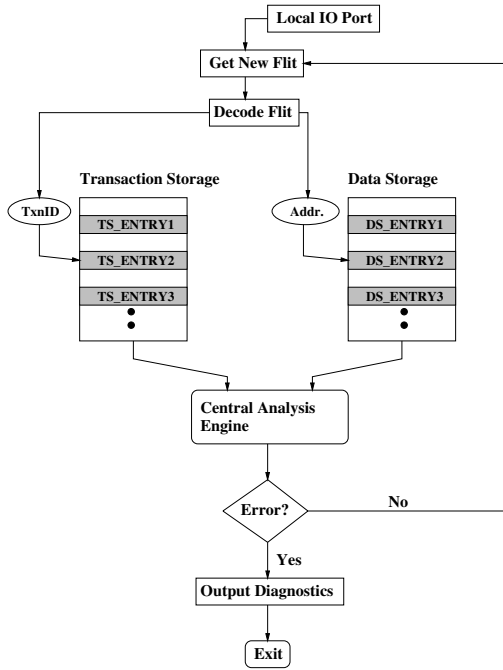 Local IO Port
Get New Flit
Decode Flit
Transaction Storage
Data Storage
TxnID
Addr.
TS_ENTRY1
DS_ENTRY1
TS_ENTRY2
DS_ENTRY2
TS_ENTRY3
DS_ENTRY3
Central Analysis
Engine
Error?
No
Yes
Output Diagnostics
Exit